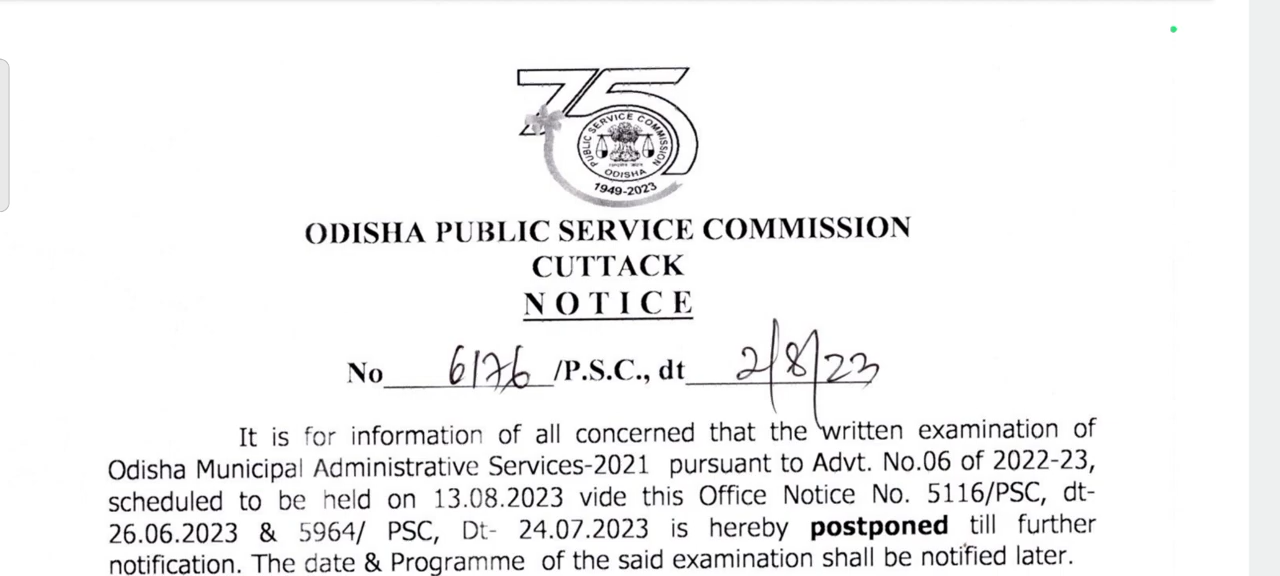 75
PUBLIC SERVICE COMMISSION
ODISHA
1949-2023
ODISHA PUBLIC SERVICE COMMISSION
CUTTACK
NOTICE
No 6176 /P.S.C., dt 2/8/23
It is for information of all concerned that the written examination of
Odisha Municipal Administrative Services-2021 pursuant to Advt. No.06 of 2022-23,
scheduled to be held on 13.08.2023 vide this Office Notice No. 5116/PSC, dt-
26.06.2023 & 5964/ PSC, Dt- 24.07.2023 is hereby postponed till further
notification. The date & Programme of the said examination shall be notified later.